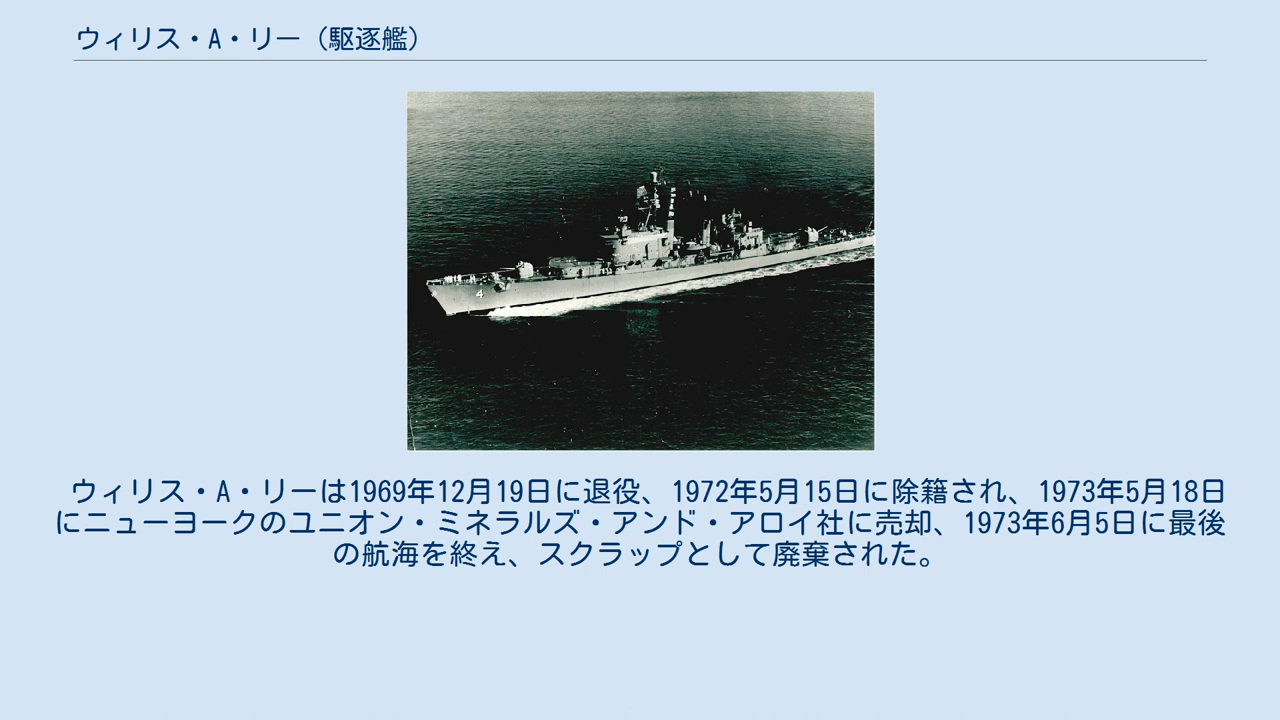 ウィリス・A・リー（駆逐艦）
4
ウィリス・A・リーは1969年12月19日に退役、1972年5月15日に除籍され、1973年5月18日
にニューヨークのユニオン・ミネラルズ・アンド・アロイ社に売却、1973年6月5日に最後
の航海を終え、スクラップとして廃棄された。